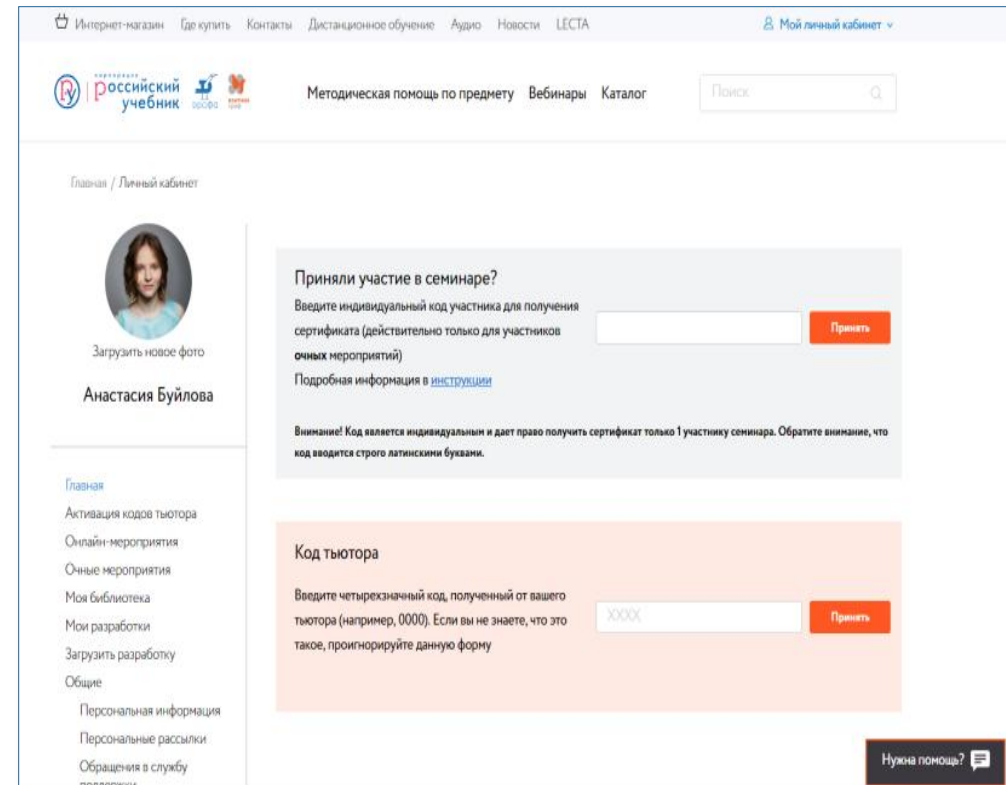 Интернет-магазин Где купить Контакты Дистанционное обучение Аудио Новости LECTA Мой личный кабинет
корпорация
российский
учебник
дрофа
Методическая помощь по предмету Вебинары Каталог
Поиск
Главная / Личный кабинет
Загрузить новое фото
Анастасия Буйлова
Приняли участие в семинаре?
Введите индивидуальный код участника для получения
сертификата (действительно только для участников
очных мероприятий)
Подробная информация в инструкции
Принять
Внимание! Код является индивидуальным и дает право получить сертификат только 1 участнику семинара. Обратите внимание, что
код вводится строго латинскими буквами.
Главная
Активация кодов тьютора
Онлайн-мероприятия
Очные мероприятия
Моя библиотека
Мои разработки
Загрузить разработку
Общие
Персональная информация
Персональные рассылки
Обращения в службу
Код тьютора
Введите четырехзначный код, полученный от вашего
тьютора (например, 0000). Если вы не знаете, что это
такое, проигнорируйте данную форму
XXXX
Принять
Нужна помощь?